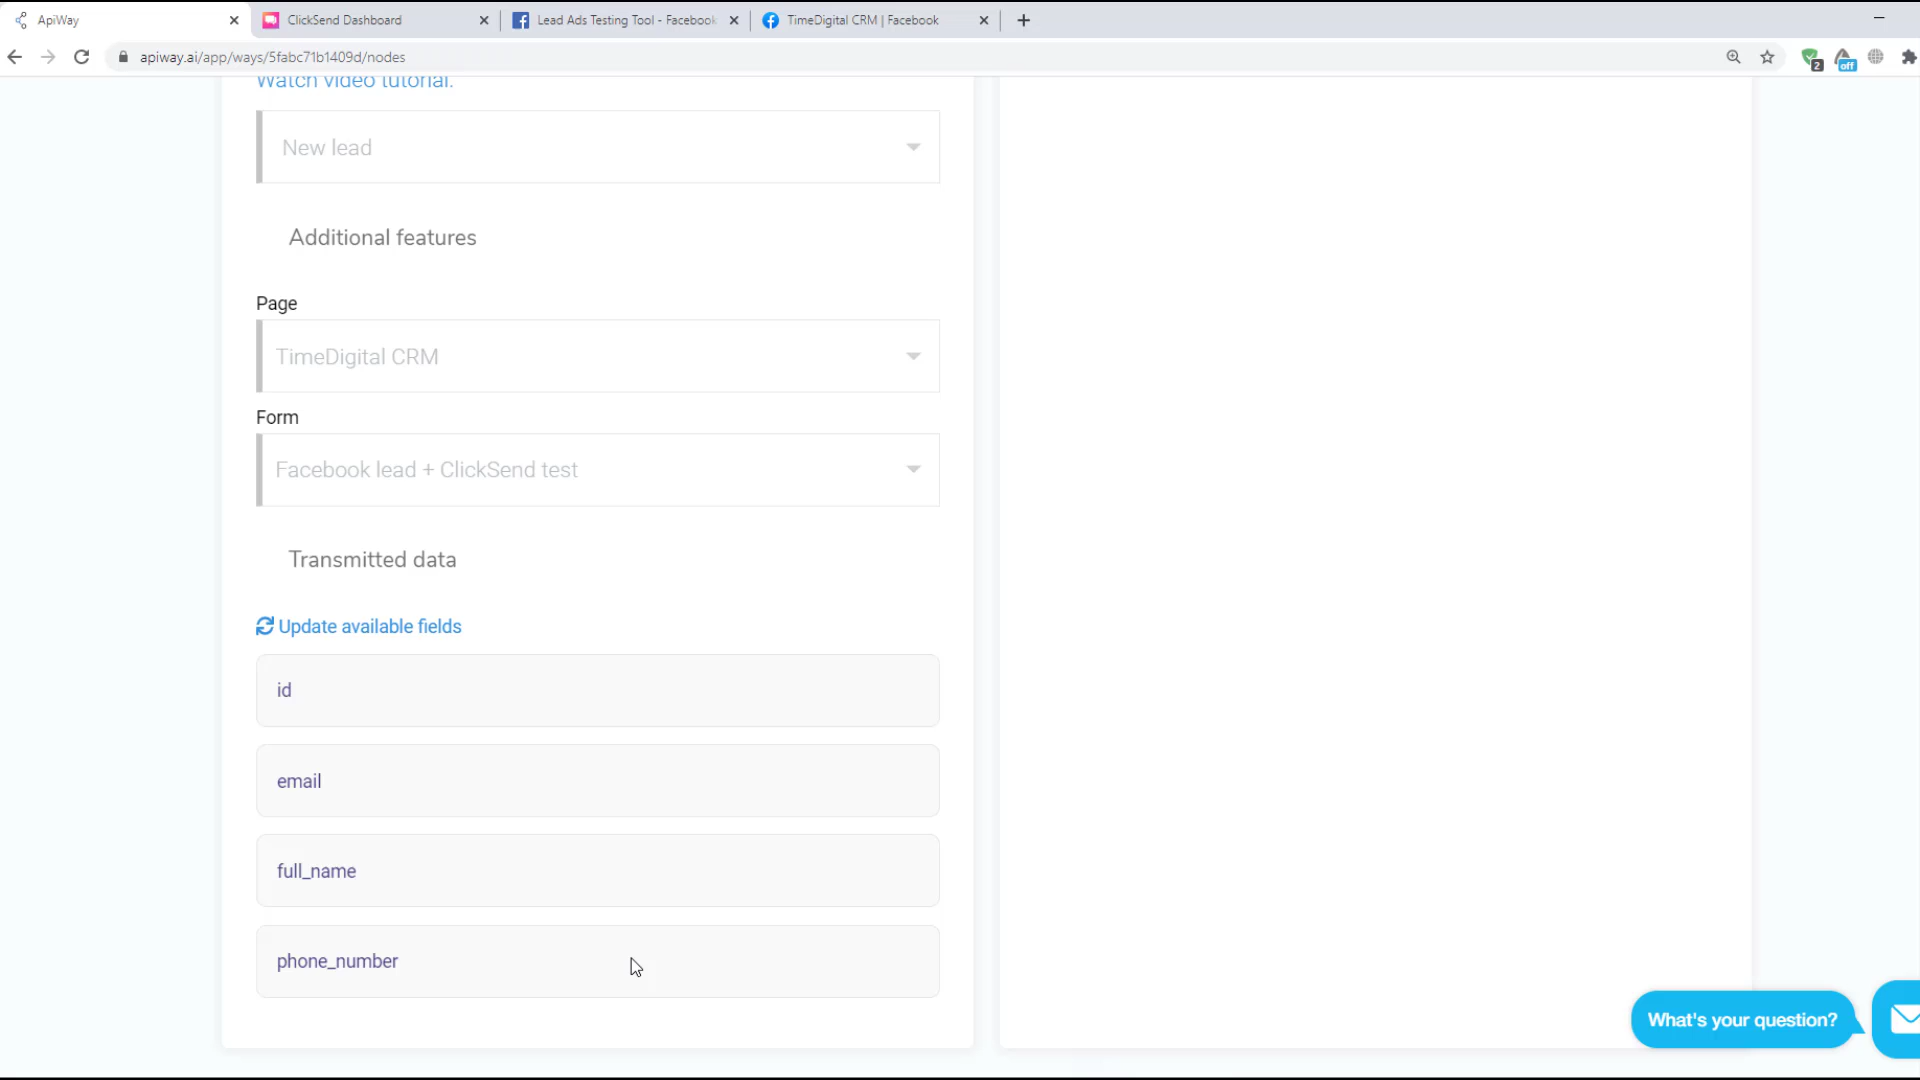 ApiWay
ClickSend Dashboard
Lead Ads Testing Tool - Facebook
TimeDigital CRM | Facebook
apiway.ai/app/ways/5fabc71b1409d/nodes
2
off
Watch video tutorial.
New lead
Additional features
Page
TimeDigital CRM
Form
Facebook lead + ClickSend test
Transmitted data
Update available fields
id
email
full_name
phone_number
What's your question?